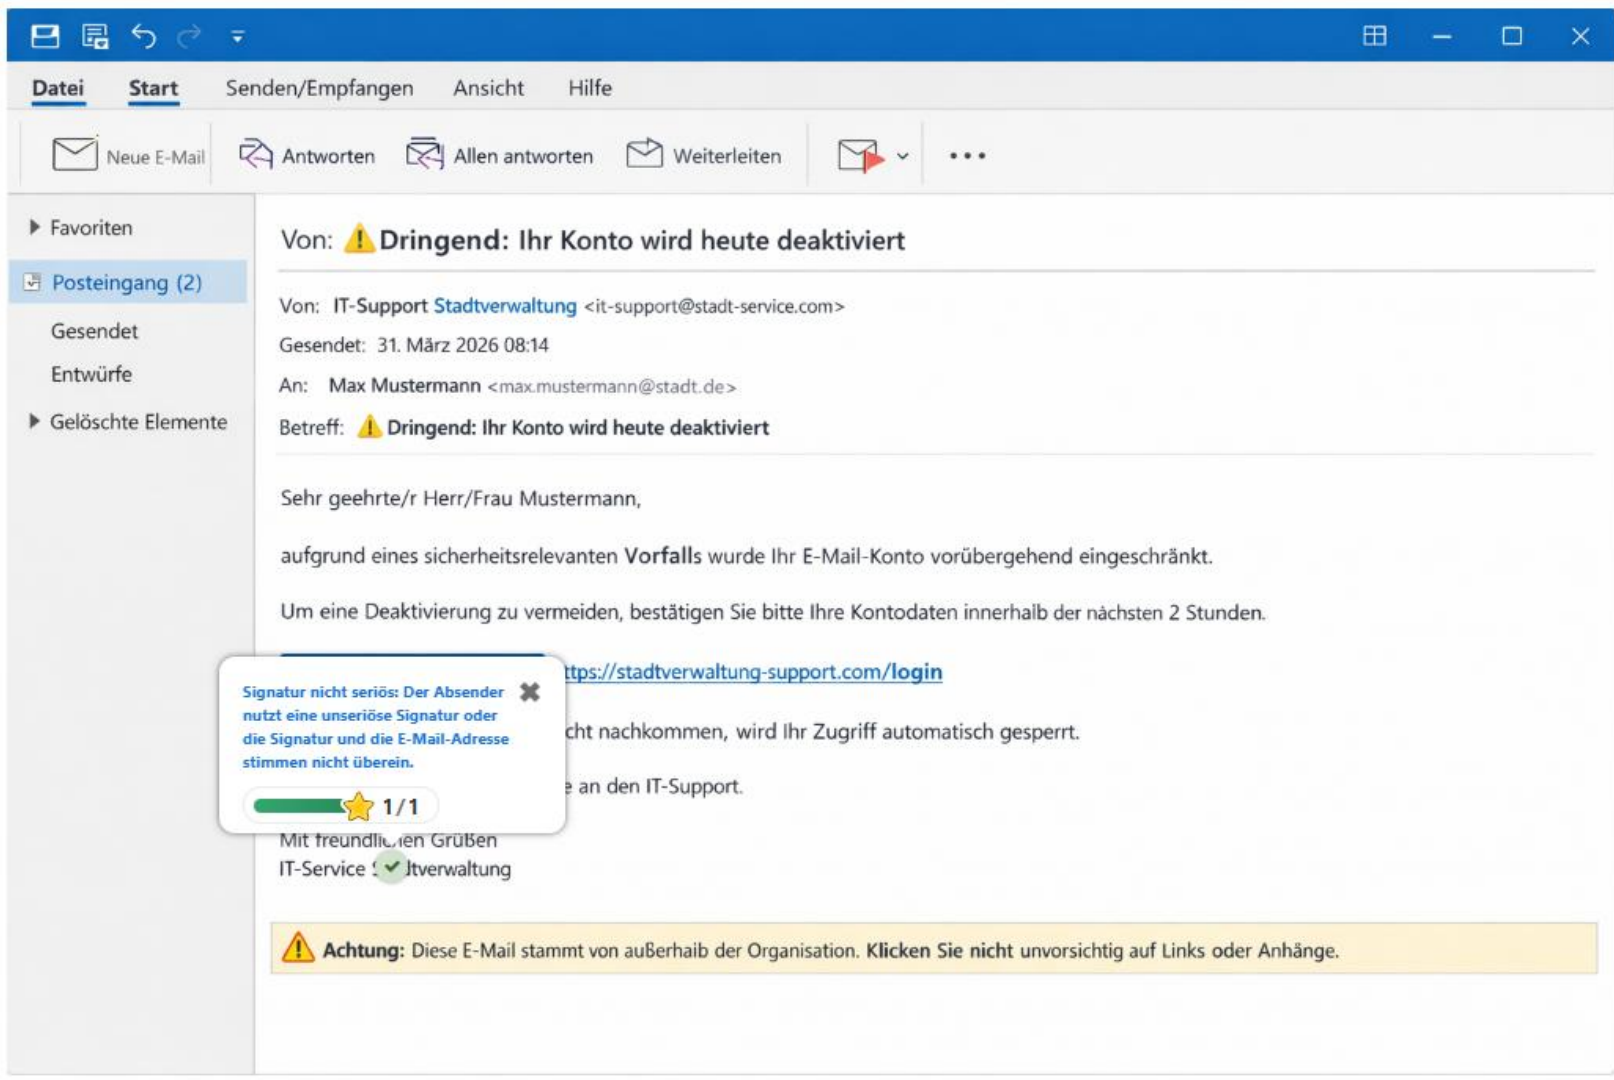 Datei Start Senden/Empfangen Ansicht Hilfe
Neue E-Mail Antworten Allen antworten Weiterleiten
Favoriten
Posteingang (2)
Gesendet
Entwürfe
Gelöschte Elemente
Von: ⚠ Dringend: Ihr Konto wird heute deaktiviert
Von: IT-Support Stadtverwaltung <it-support@stadt-service.com>
Gesendet: 31. März 2026 08:14
An: Max Mustermann <max.mustermann@stadt.de>
Betreff: ⚠ Dringend: Ihr Konto wird heute deaktiviert
Sehr geehrte/r Herr/Frau Mustermann,
aufgrund eines sicherheitsrelevanten Vorfalls wurde Ihr E-Mail-Konto vorübergehend eingeschränkt.
Um eine Deaktivierung zu vermeiden, bestätigen Sie bitte Ihre Kontodaten innerhalb der nächsten 2 Stunden.
ttps://stadtverwaltung-support.com/login
Signatur nicht seriös: Der Absender
nutzt eine unseriöse Signatur oder
die Signatur und die E-Mail-Adresse
stimmen nicht überein.
1/1
nachkommen, wird Ihr Zugriff automatisch gesperrt.
an den IT-Support.
Mit freundlichen Grüßen
IT-Service Stadtverwaltung
Achtung: Diese E-Mail stammt von außerhaib der Organisation. Klicken Sie nicht unvorsichtig auf Links oder Anhänge.